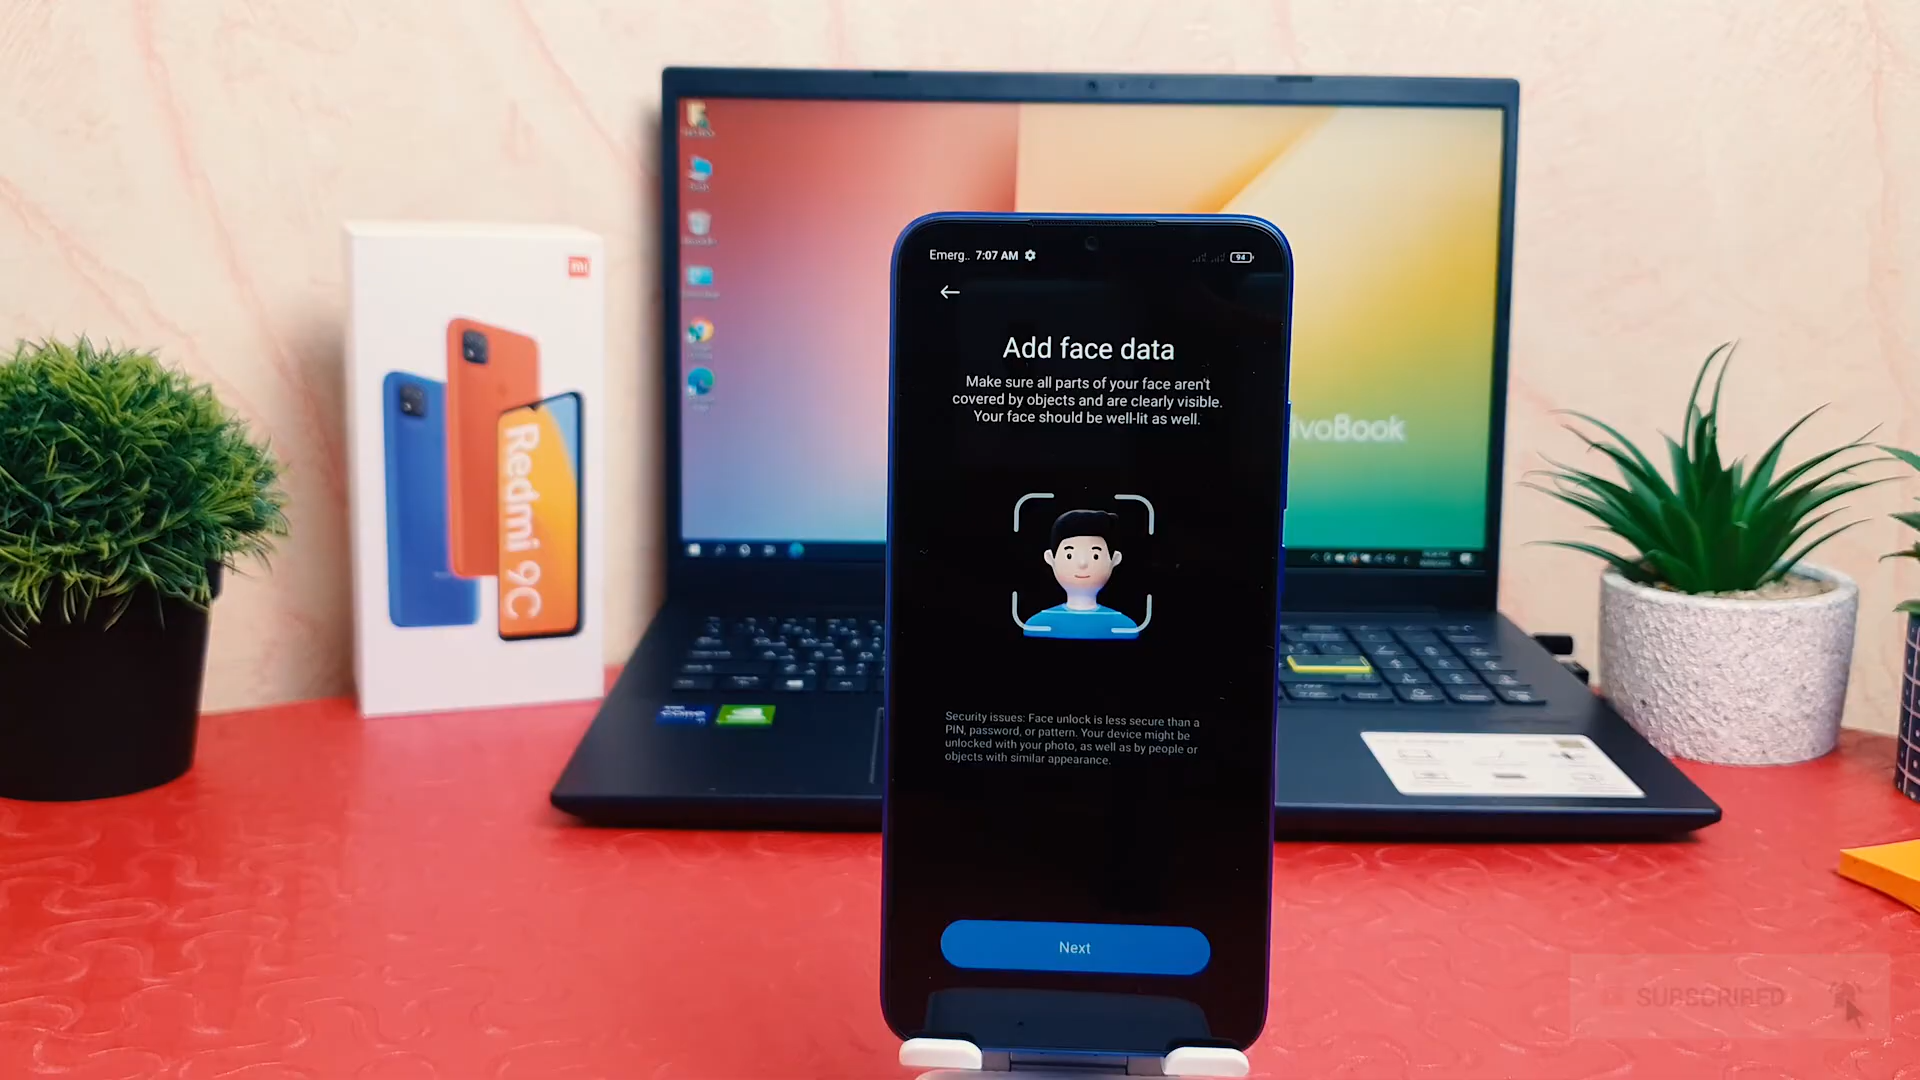 mi
Redmi 9C
ivoBook
Emerg.. 7:07 AM
94
Add face data
Make sure all parts of your face aren't
covered by objects and are clearly visible.
Your face should be well-lit as well.
Security issues: Face unlock is less secure than a
PIN, password, or pattern. Your device might be
unlocked with your photo, as well as by people or
objects with similar appearance.
Next
CORE
SUBSCRIBED